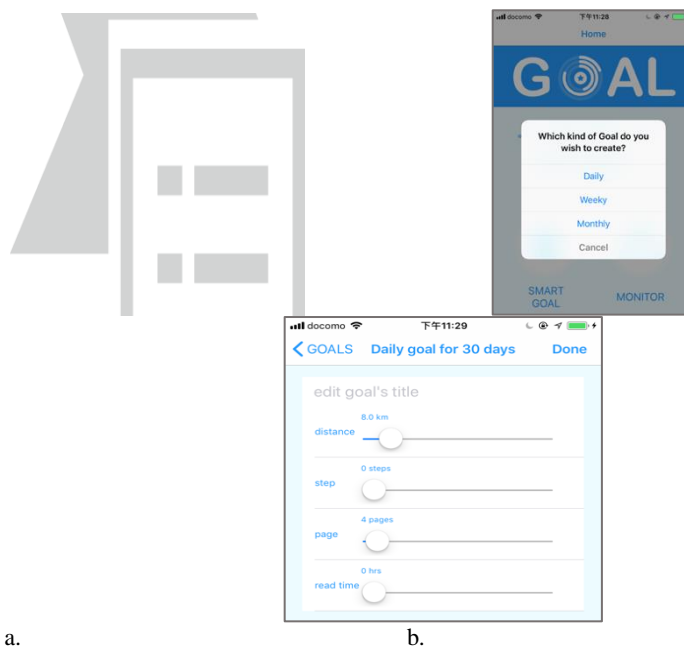 docomo 下午11:28
Home
GOAL
Which kind of Goal do you
wish to create?
Daily
Weeky
Monthly
Cancel
SMART
GOAL
MONITOR
docomo 下午11:29
GOALS Daily goal for 30 days Done
edit goal's title
8.0 km
distance
0 steps
step
4 pages
page
0 hrs
read time
a. b.